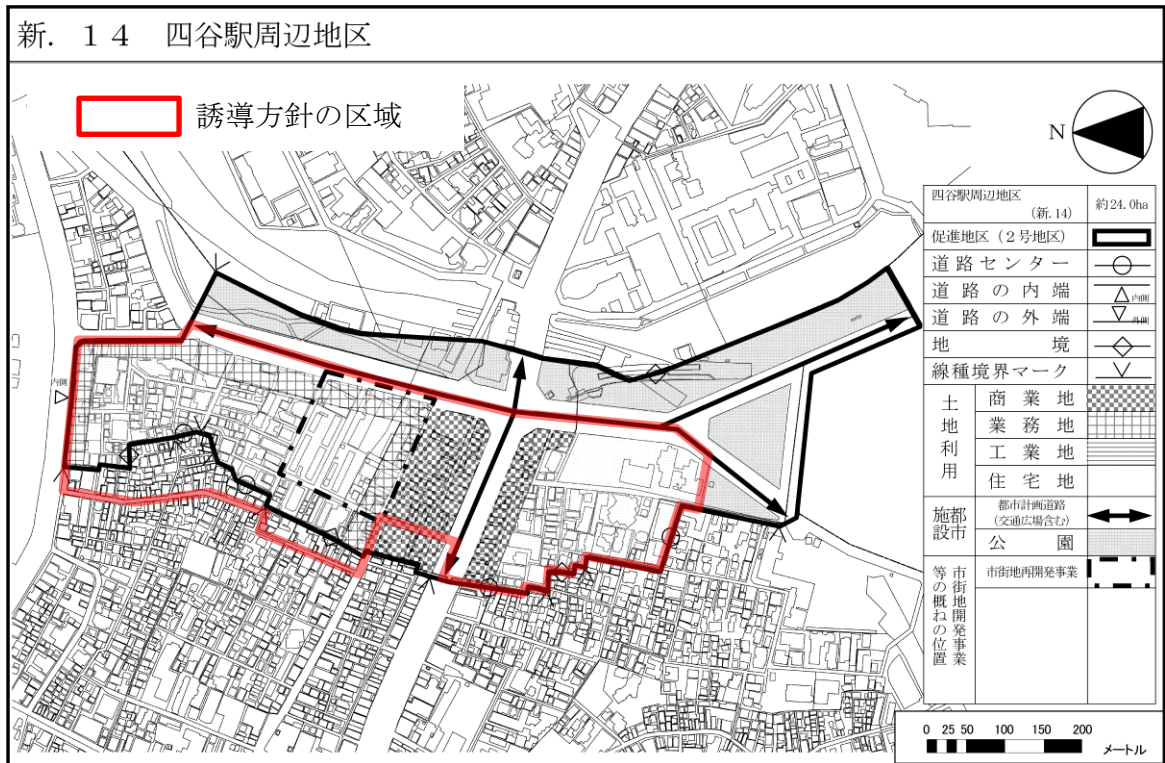 新．１４ 四谷駅周辺地区
誘導方針の区域
N
四谷駅周辺地区
(新.14)
約24.0ha
促進地区（２号地区）
道路センター
道路の内端
内側
道路の外端
外側
地境
線種境界マーク
土地利用
商業地
業務地
工業地
住宅地
都市施設
都市計画道路
(交通広場含む)
公園
市街地開発事業等の概ねの位置
市街地再開発事業
内側
0 25 50 100 150 200
メートル